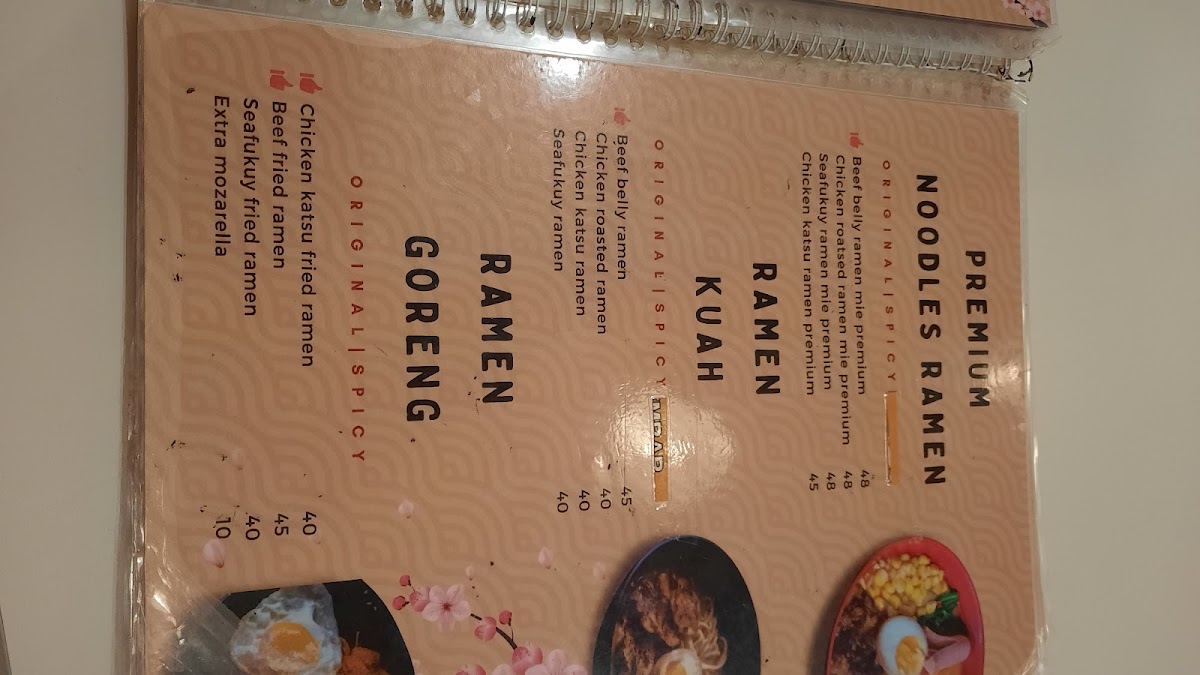 PREMIUM
NOODLES RAMEN
ORIGINAL|SPICY|
Beef belly ramen mie premium 48
Chicken roatsed ramen mie premium 48
Seafukuy ramen mie premium 48
Chicken katsu ramen premium 45
RAMEN
KUAH
ORIGINAL|SPICY
Beef belly ramen 45
Chicken roasted ramen 40
Chicken katsu ramen 40
Seafukuy ramen 40
RAMEN
GORENG
ORIGINAL|SPICY
Chicken katsu fried ramen 40
Beef fried ramen 45
Seafukuy fried ramen 40
Extra mozarella 10